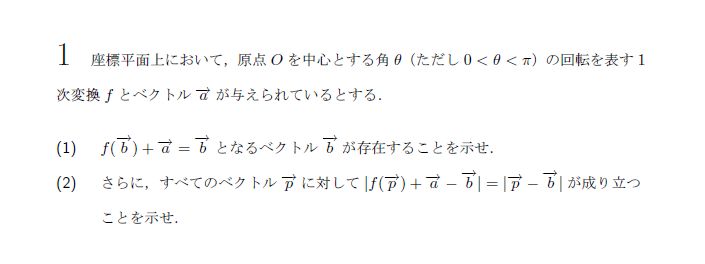 1 座標平面上において，原点 O を中心とする角 θ（ただし 0 < θ < π）の回転を表す 1
次変換 f とベクトル \overrightarrow{a} が与えられているとする．
(1) f(\overrightarrow{b}) + \overrightarrow{a} = \overrightarrow{b} となるベクトル \overrightarrow{b} が存在することを示せ．
(2) さらに，すべてのベクトル \overrightarrow{p} に対して |f(\overrightarrow{p}) + \overrightarrow{a} − \overrightarrow{b}| = |\overrightarrow{p} − \overrightarrow{b}| が成り立つ
ことを示せ．